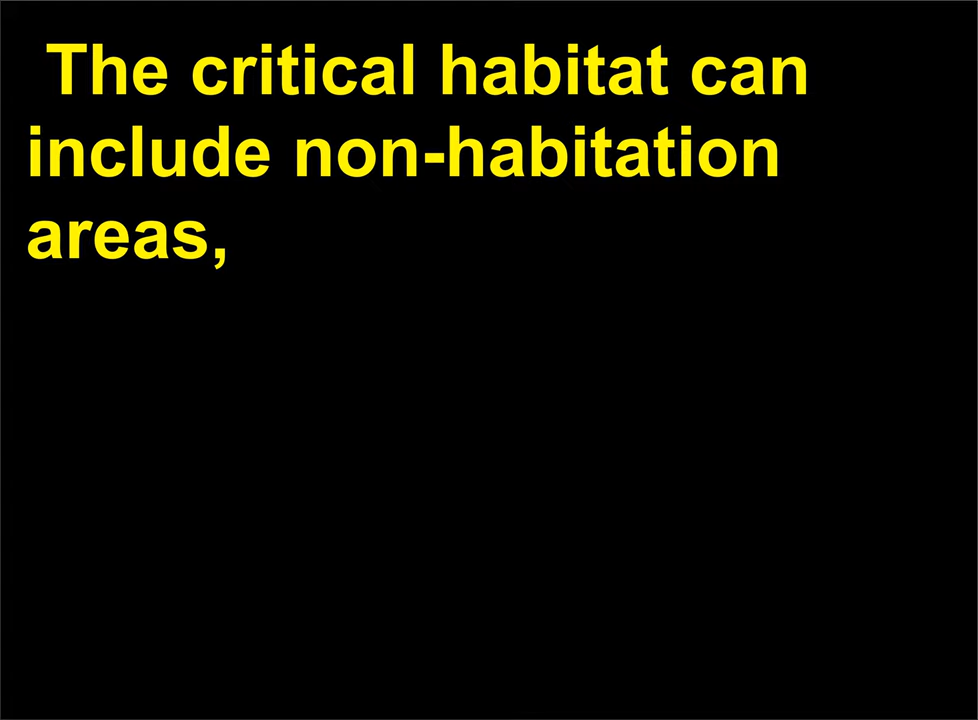 The critical habitat can
include non-habitation
areas,